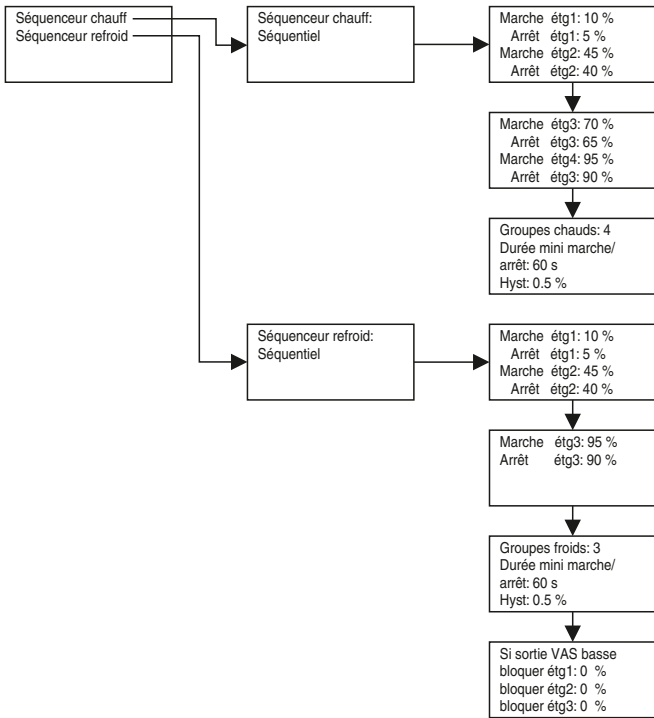 Séquenceur chauff
Séquenceur refroid
Séquenceur chauff:
Séquentiel
Marche étg1: 10 %
Arrêt étg1: 5 %
Marche étg2: 45 %
Arrêt étg2: 40 %
Marche étg3: 70 %
Arrêt étg3: 65 %
Marche étg4: 95 %
Arrêt étg3: 90 %
Groupes chauds: 4
Durée mini marche/
arrêt: 60 s
Hyst: 0.5 %
Séquenceur refroid:
Séquentiel
Marche étg1: 10 %
Arrêt étg1: 5 %
Marche étg2: 45 %
Arrêt étg2: 40 %
Marche étg3: 95 %
Arrêt étg3: 90 %
Groupes froids: 3
Durée mini marche/
arrêt: 60 s
Hyst: 0.5 %
Si sortie VAS basse
bloquer étg1: 0 %
bloquer étg2: 0 %
bloquer étg3: 0 %